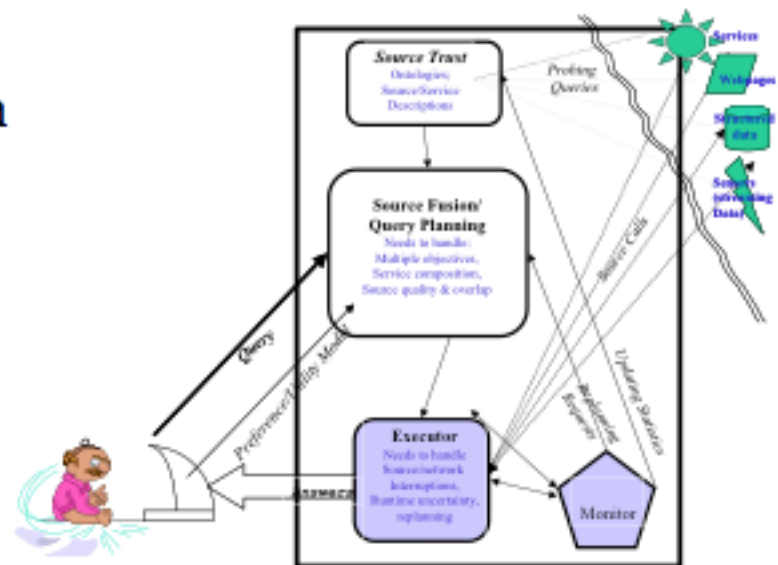 Source Trust
Ontologies;
Source/Service
Descriptions
Probing
Queries
Services
Webpages
Structured
data
Sensors
(streaming
Data)
Source Fusion/
Query Planning
Needs to handle:
Multiple objectives,
Service composition,
Source quality & overlap
Source Calls
Query
Preference/Utility Model
Updating Statistics
Replanning
Requests
Executor
Needs to handle
Source/network
Interruptions,
Runtime uncertainty,
replanning
Answers
Monitor